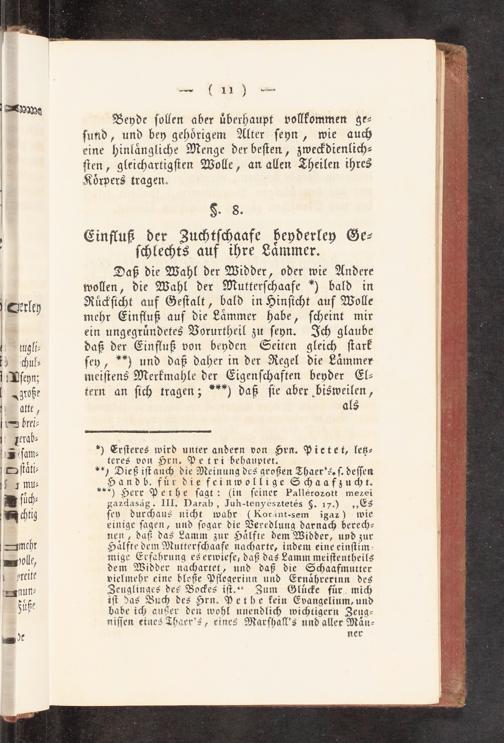 — ( 11 ) —
Beyde sollen aber überhaupt vollkommen ge-
sund, und bey gehörigem Alter seyn, wie auch
eine hinlängliche Menge der besten, zweckdienlich-
sten, gleichartigsten Wolle, an allen Theilen ihres
Körpers tragen.
§. 8.
Einfluß der Zuchtschaafe beyderley Ge-
schlechts auf ihre Lämmer.
Daß die Wahl der Widder, oder wie Andere
wollen, die Wahl der Mutterschaafe *) bald in
Rücksicht auf Gestalt, bald in Hinsicht auf Wolle
mehr Einfluß auf die Lämmer habe, scheint mir
ein ungegründetes Vorurtheil zu seyn. Ich glaube
daß der Einfluß von beyden Seiten gleich stark
sey, **) und daß daher in der Regel die Lämmer
meistens Merkmahle der Eigenschaften beyder El-
tern an sich tragen; ***) daß sie aber bisweilen,
als
*) Ersteres wird unter andern von Hrn. Pictet, letz-
teres von Hrn. Petri behauptet.
**) Dieß ist auch die Meinung des großen Thaer's. s. dessen
Handb. für die feinwollige Schaafzucht.
***) Herr Pethe sagt: (in seiner Pallérozott mezei
gazdaság. III. Darab, Juh-tenyésztetés §. 17.) „Es
sey durchaus nicht wahr (Koránt-sem igaz) wie
einige sagen, und sogar die Veredlung darnach berech-
nen, daß das Lamm zur Hälfte dem Widder, und zur
Hälfte dem Mutterschaafe nacharte, indem eine einstim-
mige Erfahrung es erwiese, daß das Lamm meistentheils
dem Widder nachartet, und daß die Schaafmutter
vielmehr eine bloße Pflegerinn und Ernährerinn des
Zeuglinges des Bockes ist.“ Zum Glücke für mich
ist das Buch des Hrn. Pethe kein Evangelium, und
habe ich außer den wohl unendlich wichtigern Zeug-
nissen eines Thaer's, eines Marshall's und aller Män-
ner